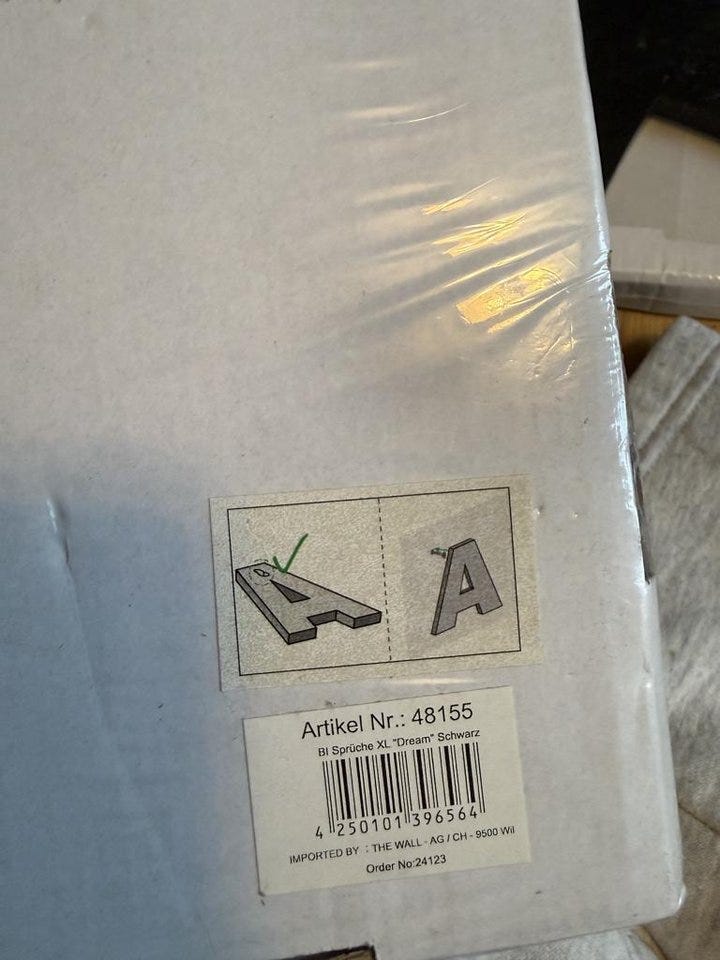 A
A
Artikel Nr.: 48155
BI Sprüche XL "Dream" Schwarz
4 250101 396564
IMPORTED BY : THE WALL - AG / CH - 9500 Wil
Order No:24123